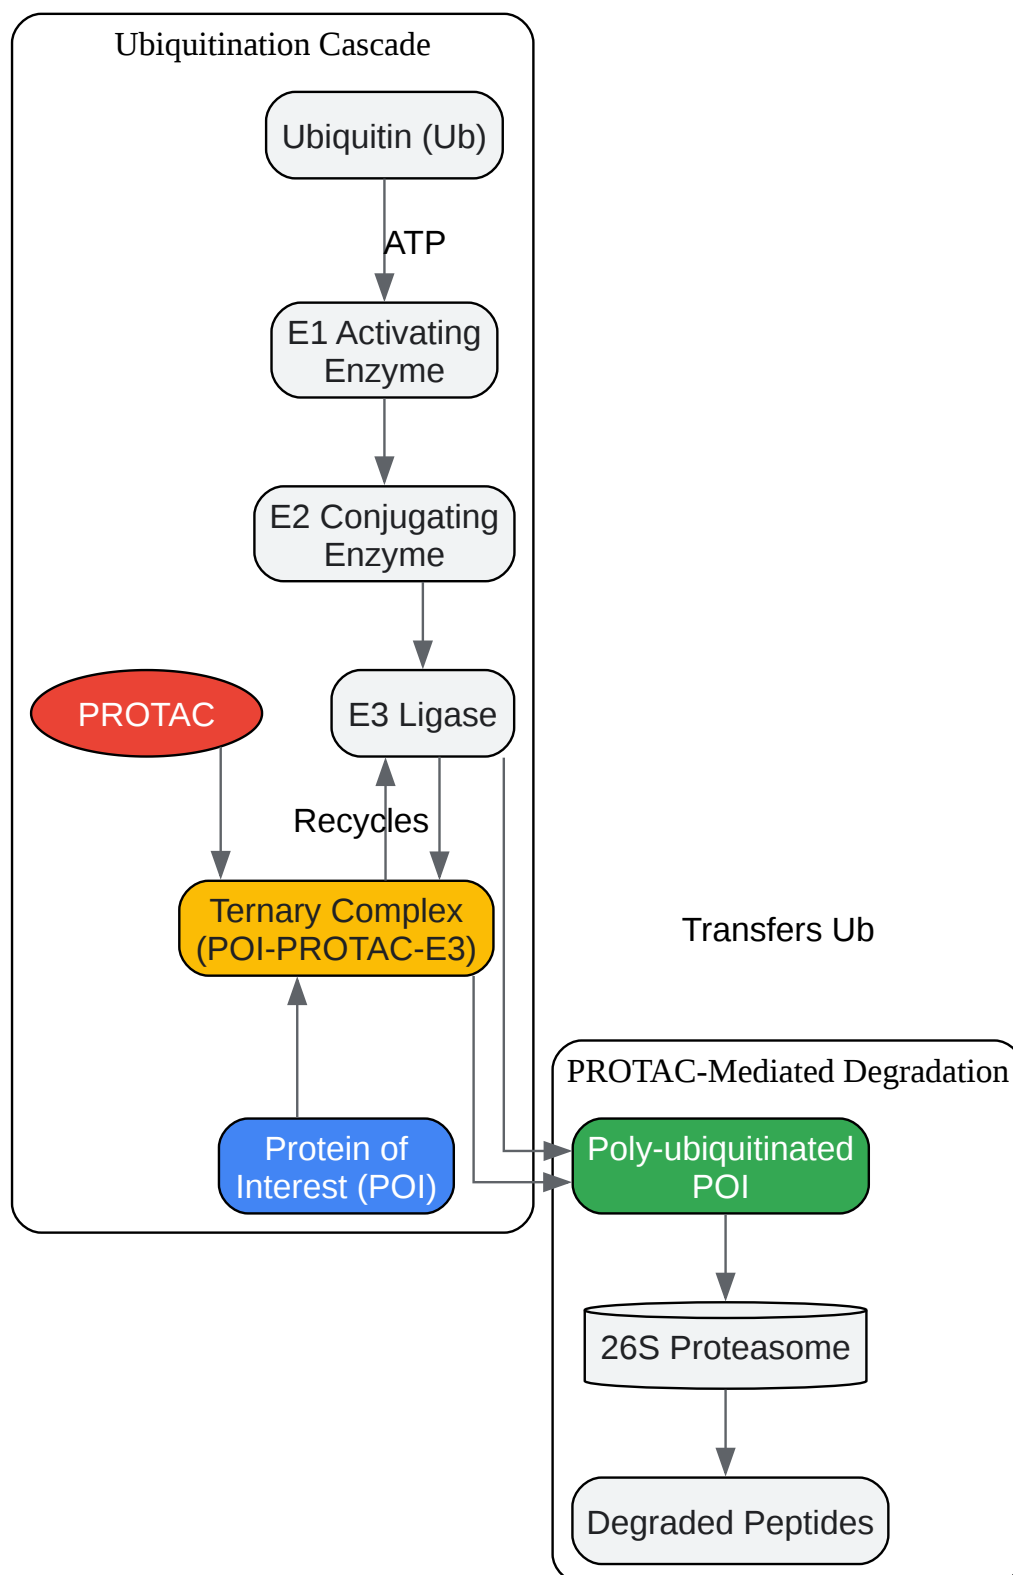 Ubiquitination Cascade
Ubiquitin (Ub)
ATP
E1 Activating
Enzyme
E2 Conjugating
Enzyme
PROTAC
E3 Ligase
Recycles
Ternary Complex
(POI-PROTAC-E3)
Transfers Ub
PROTAC-Mediated Degradation
Protein of
Interest (POI)
Poly-ubiquitinated
POI
26S Proteasome
Degraded Peptides